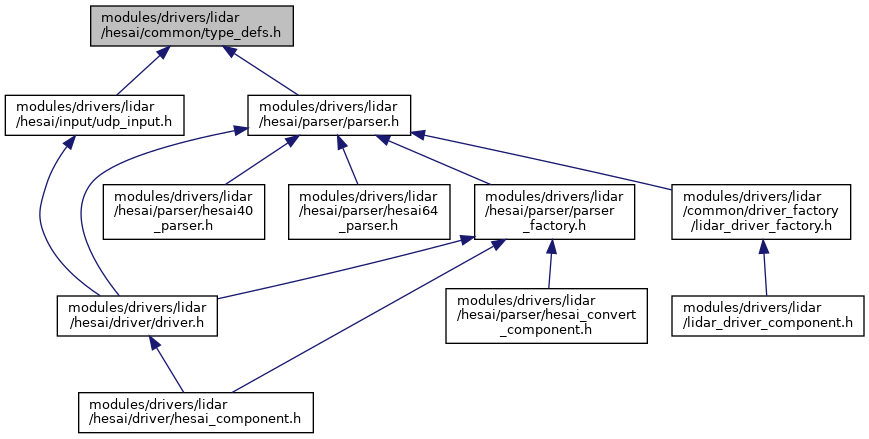 modules/drivers/lidar
/hesai/common/type_defs.h
modules/drivers/lidar
/hesai/input/udp_input.h
modules/drivers/lidar
/hesai/parser/parser.h
modules/drivers/lidar
/hesai/parser/hesai40
_parser.h
modules/drivers/lidar
/hesai/parser/hesai64
_parser.h
modules/drivers/lidar
/hesai/parser/parser
_factory.h
modules/drivers/lidar
/common/driver_factory
/lidar_driver_factory.h
modules/drivers/lidar
/hesai/driver/driver.h
modules/drivers/lidar
/hesai/parser/hesai_convert
_component.h
modules/drivers/lidar
/lidar_driver_component.h
modules/drivers/lidar
/hesai/driver/hesai_component.h